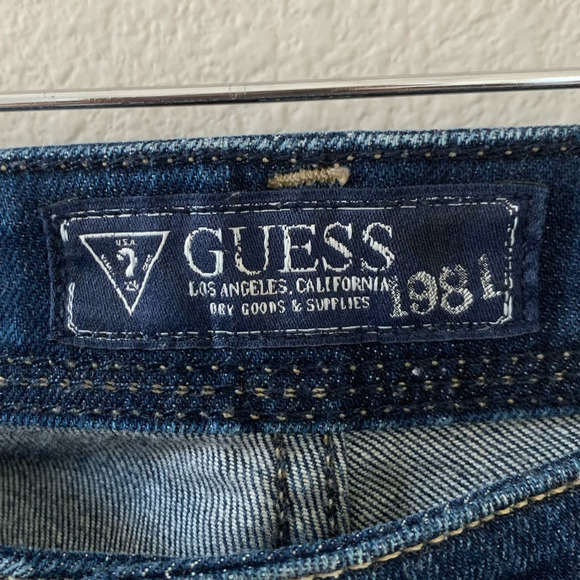 U.S.A.
?
GUESS
LOS ANGELES, CALIFORNIA
DRY GOODS & SUPPLIES
1981